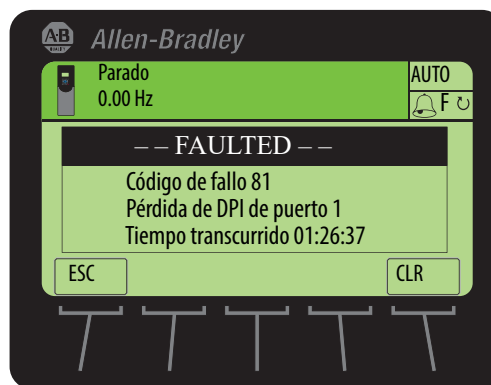 A-B
Allen-Bradley
Parado
AUTO
0.00 Hz
F
– – FAULTED – –
Código de fallo 81
Pérdida de DPI de puerto 1
Tiempo transcurrido 01:26:37
ESC
CLR